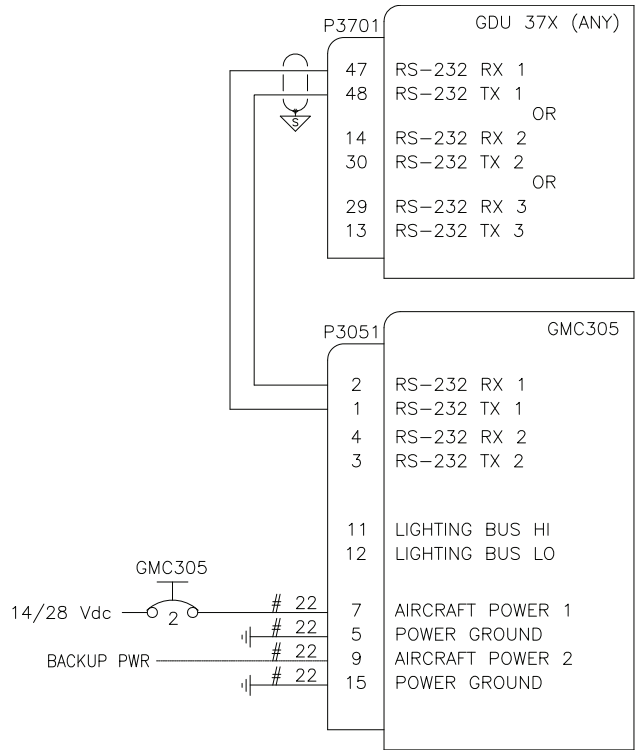 P3701 GDU 37X (ANY)
47 RS-232 RX 1
48 RS-232 TX 1
OR
S
14 RS-232 RX 2
30 RS-232 TX 2
OR
29 RS-232 RX 3
13 RS-232 TX 3
P3051 GMC305
2 RS-232 RX 1
1 RS-232 TX 1
4 RS-232 RX 2
3 RS-232 TX 2
11 LIGHTING BUS HI
12 LIGHTING BUS LO
GMC305
14/28 Vdc 2 # 22 7 AIRCRAFT POWER 1
# 22 5 POWER GROUND
BACKUP PWR # 22 9 AIRCRAFT POWER 2
# 22 15 POWER GROUND